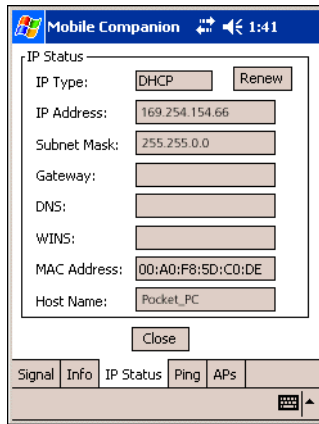 Mobile Companion 1:41
IP Status
IP Type: DHCP Renew
IP Address: 169.254.154.66
Subnet Mask: 255.255.0.0
Gateway:
DNS:
WINS:
MAC Address: 00:A0:F8:5D:C0:DE
Host Name: Pocket_PC
Close
Signal Info IP Status Ping APs